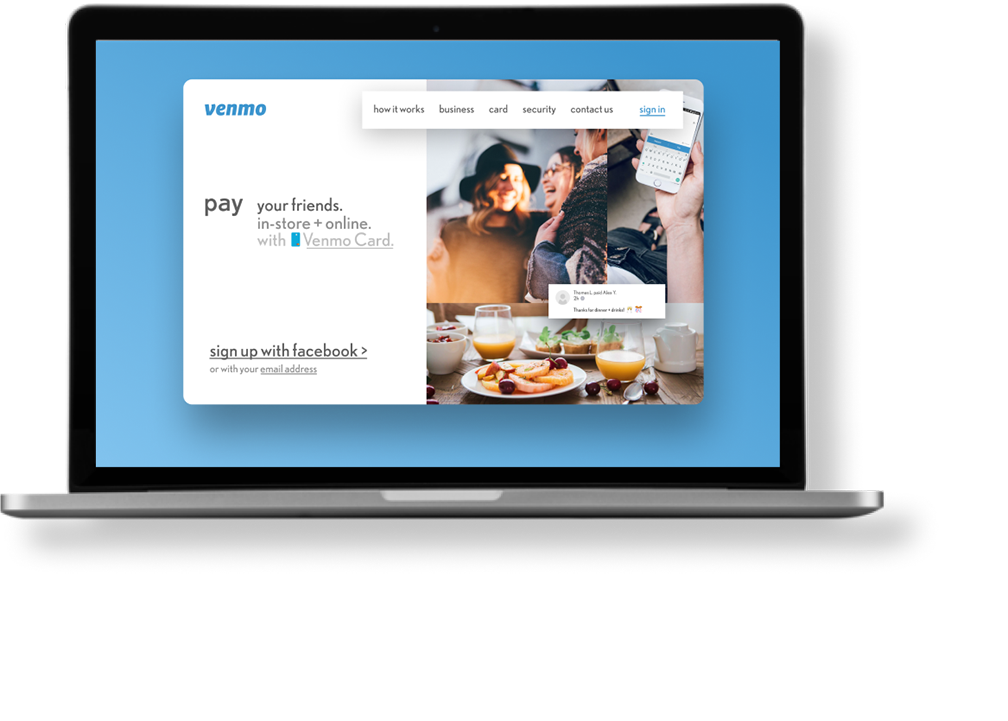 venmo
how it works business card security contact us sign in
pay your friends.
in-store + online.
with Venmo Card.
Thomas L. paid Alex Y.
2h
Thanks for dinner + drinks!
sign up with facebook >
or with your email address